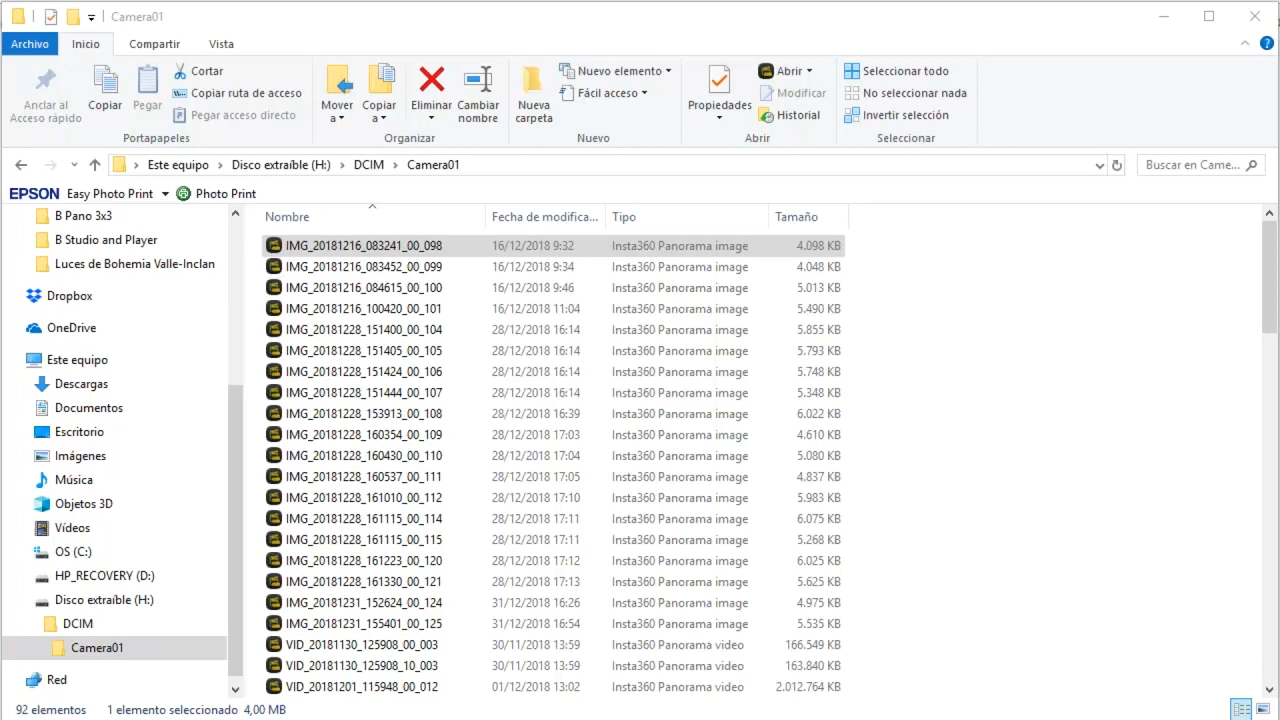 Camera01
Archivo Inicio Compartir Vista
Anclar al Acceso rápido
Copiar
Pegar
Cortar
Copiar ruta de acceso
Pegar acceso directo
Portapapeles
Mover a
Copiar a
Eliminar
Cambiar nombre
Organizar
Nueva carpeta
Nuevo elemento
Fácil acceso
Nuevo
Propiedades
Abrir
Modificar
Historial
Abrir
Seleccionar todo
No seleccionar nada
Invertir selección
Seleccionar
Este equipo > Disco extraíble (H:) > DCIM > Camera01
Buscar en Came...
EPSON Easy Photo Print Photo Print
B Pano 3x3
B Studio and Player
Luces de Bohemia Valle-Inclan
Dropbox
OneDrive
Este equipo
Descargas
Documentos
Escritorio
Imágenes
Música
Objetos 3D
Vídeos
OS (C:)
HP_RECOVERY (D:)
Disco extraíble (H:)
DCIM
Camera01
Red
Nombre Fecha de modifica... Tipo Tamaño
IMG_20181216_083241_00_098 16/12/2018 9:32 Insta360 Panorama image 4.098 KB
IMG_20181216_083452_00_099 16/12/2018 9:34 Insta360 Panorama image 4.048 KB
IMG_20181216_084615_00_100 16/12/2018 9:46 Insta360 Panorama image 5.013 KB
IMG_20181216_100420_00_101 16/12/2018 11:04 Insta360 Panorama image 5.490 KB
IMG_20181228_151400_00_104 28/12/2018 16:14 Insta360 Panorama image 5.855 KB
IMG_20181228_151405_00_105 28/12/2018 16:14 Insta360 Panorama image 5.793 KB
IMG_20181228_151424_00_106 28/12/2018 16:14 Insta360 Panorama image 5.748 KB
IMG_20181228_151444_00_107 28/12/2018 16:14 Insta360 Panorama image 5.348 KB
IMG_20181228_153913_00_108 28/12/2018 16:39 Insta360 Panorama image 6.022 KB
IMG_20181228_160354_00_109 28/12/2018 17:03 Insta360 Panorama image 4.610 KB
IMG_20181228_160430_00_110 28/12/2018 17:04 Insta360 Panorama image 5.080 KB
IMG_20181228_160537_00_111 28/12/2018 17:05 Insta360 Panorama image 4.837 KB
IMG_20181228_161010_00_112 28/12/2018 17:10 Insta360 Panorama image 5.983 KB
IMG_20181228_161115_00_114 28/12/2018 17:11 Insta360 Panorama image 6.075 KB
IMG_20181228_161115_00_115 28/12/2018 17:11 Insta360 Panorama image 5.268 KB
IMG_20181228_161223_00_120 28/12/2018 17:12 Insta360 Panorama image 6.025 KB
IMG_20181228_161330_00_121 28/12/2018 17:13 Insta360 Panorama image 5.625 KB
IMG_20181231_152624_00_124 31/12/2018 16:26 Insta360 Panorama image 4.975 KB
IMG_20181231_155401_00_125 31/12/2018 16:54 Insta360 Panorama image 5.535 KB
VID_20181130_125908_00_003 30/11/2018 13:59 Insta360 Panorama video 166.549 KB
VID_20181130_125908_10_003 30/11/2018 13:59 Insta360 Panorama video 163.840 KB
VID_20181201_115948_00_012 01/12/2018 13:02 Insta360 Panorama video 2.012.764 KB
92 elementos 1 elemento seleccionado 4,00 MB